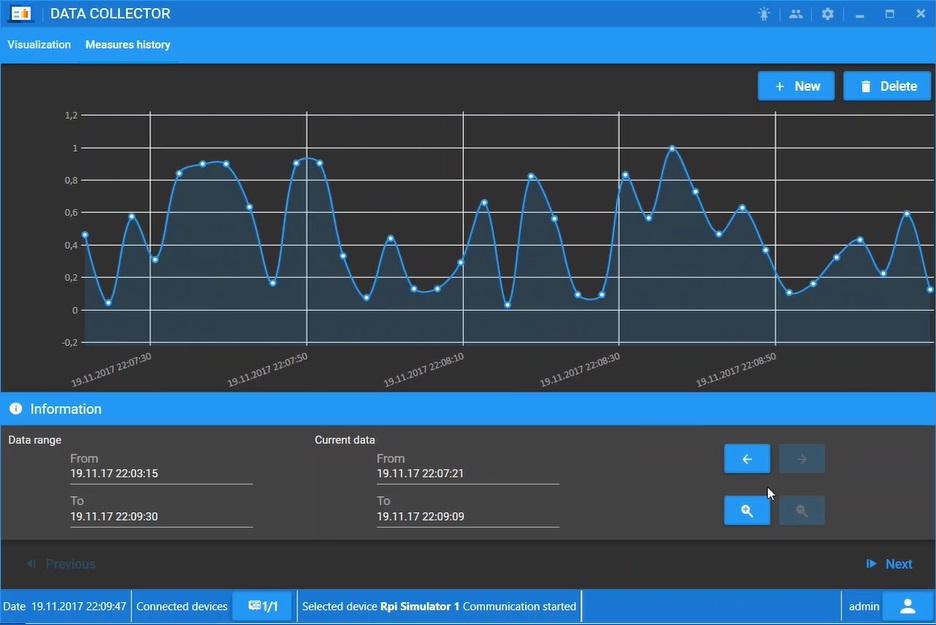 DATA COLLECTOR
Visualization Measures history
+ New Delete
1,2
1
0,8
0,6
0,4
0,2
0
-0,2
19.11.2017 22:07:30 19.11.2017 22:07:50 19.11.2017 22:08:10 19.11.2017 22:08:30 19.11.2017 22:08:50
Information
Data range Current data
From From
19.11.17 22:03:15 19.11.17 22:07:21
To To
19.11.17 22:09:30 19.11.17 22:09:09
Previous Next
Date 19.11.2017 22:09:47 Connected devices 1/1 Selected device Rpi Simulator 1 Communication started admin